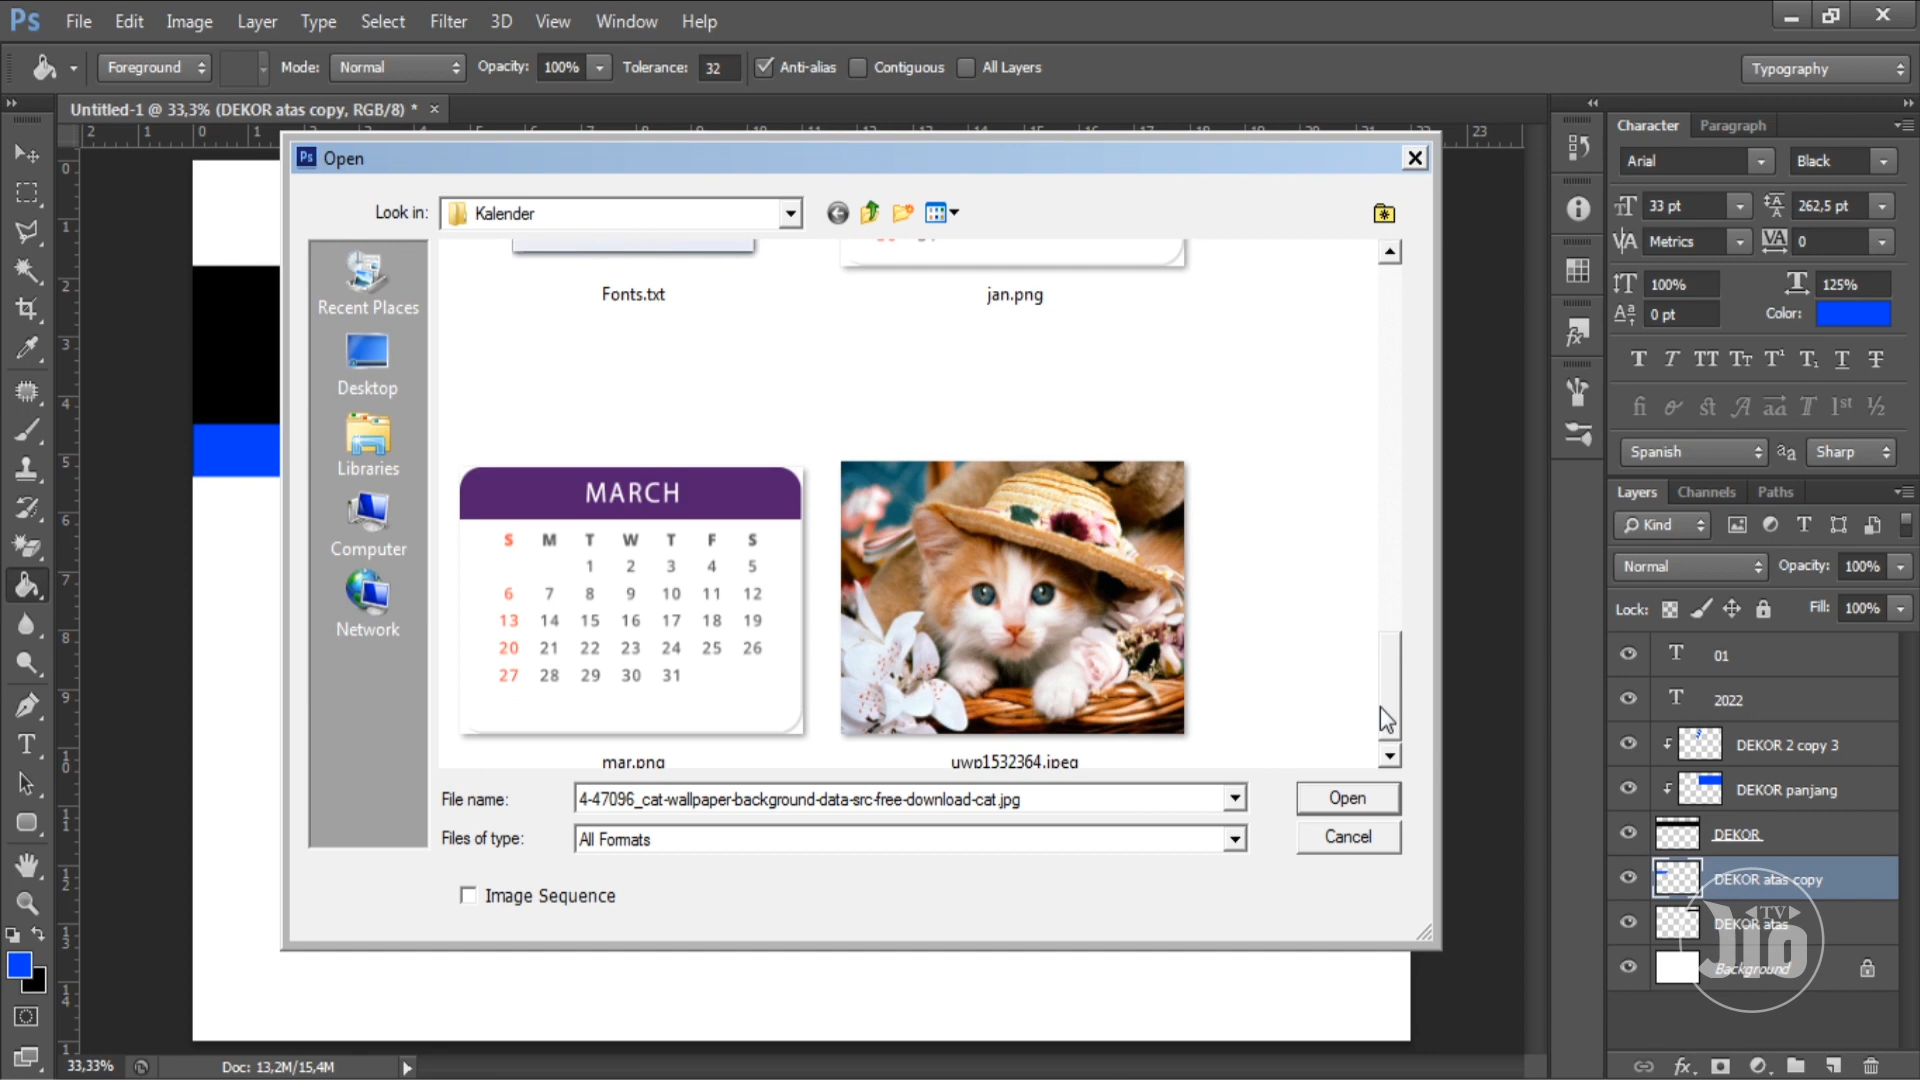 Ps File Edit Image Layer Type Select Filter 3D View Window Help
Foreground Mode: Normal Opacity: 100% Tolerance: 32 Anti-alias Contiguous All Layers Typography
Untitled-1 @ 33,3% (DEKOR atas copy, RGB/8) *
Ps Open
Look in: Kalender
Recent Places
Desktop
Libraries
Computer
Network
Fonts.txt
jan.png
MARCH
S M T W T F S
1 2 3 4 5
6 7 8 9 10 11 12
13 14 15 16 17 18 19
20 21 22 23 24 25 26
27 28 29 30 31
mar.png
uwp1532364.jpeg
File name: 4-47096_cat-wallpaper-background-data-src-free-download-cat.jpg Open
Files of type: All Formats Cancel
Image Sequence
Character Paragraph
Arial Black
33 pt 262,5 pt
Metrics 0
100% 125%
0 pt Color:
Spanish Sharp
Layers Channels Paths
Kind
Normal Opacity: 100%
Lock: Fill: 100%
01
2022
DEKOR 2 copy 3
DEKOR panjang
DEKOR
DEKOR atas copy
DEKOR atas
Background
TV
JIO
33,33% Doc: 13,2M/15,4M